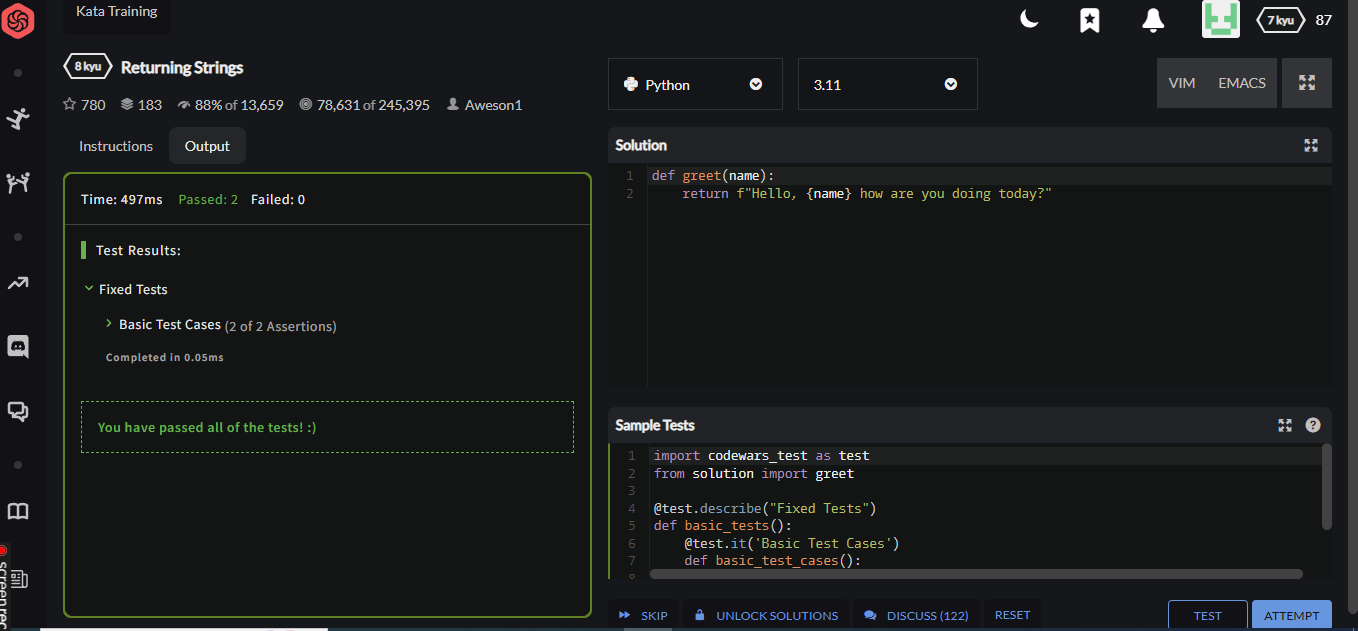 Kata Training
7 kyu 87
8 kyu Returning Strings
780 183 88% of 13,659 78,631 of 245,395 Aweson1
Python 3.11 VIM EMACS
Instructions Output
Time: 497ms Passed: 2 Failed: 0
Test Results:
Fixed Tests
Basic Test Cases (2 of 2 Assertions)
Completed in 0.05ms
You have passed all of the tests! :)
Solution
1 def greet(name):
2 return f"Hello, {name} how are you doing today?"
Sample Tests
?
1 import codewars_test as test
2 from solution import greet
3
4 @test.describe("Fixed Tests")
5 def basic_tests():
6 @test.it('Basic Test Cases')
7 def basic_test_cases():
8
SKIP UNLOCK SOLUTIONS DISCUSS (122) RESET TEST ATTEMPT
screen rec